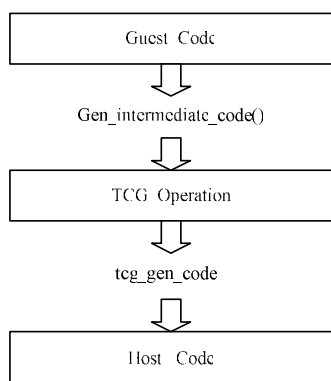 Guest Code
Gen_intermediate_code()
TCG Operation
tcg_gen_code
Host Code